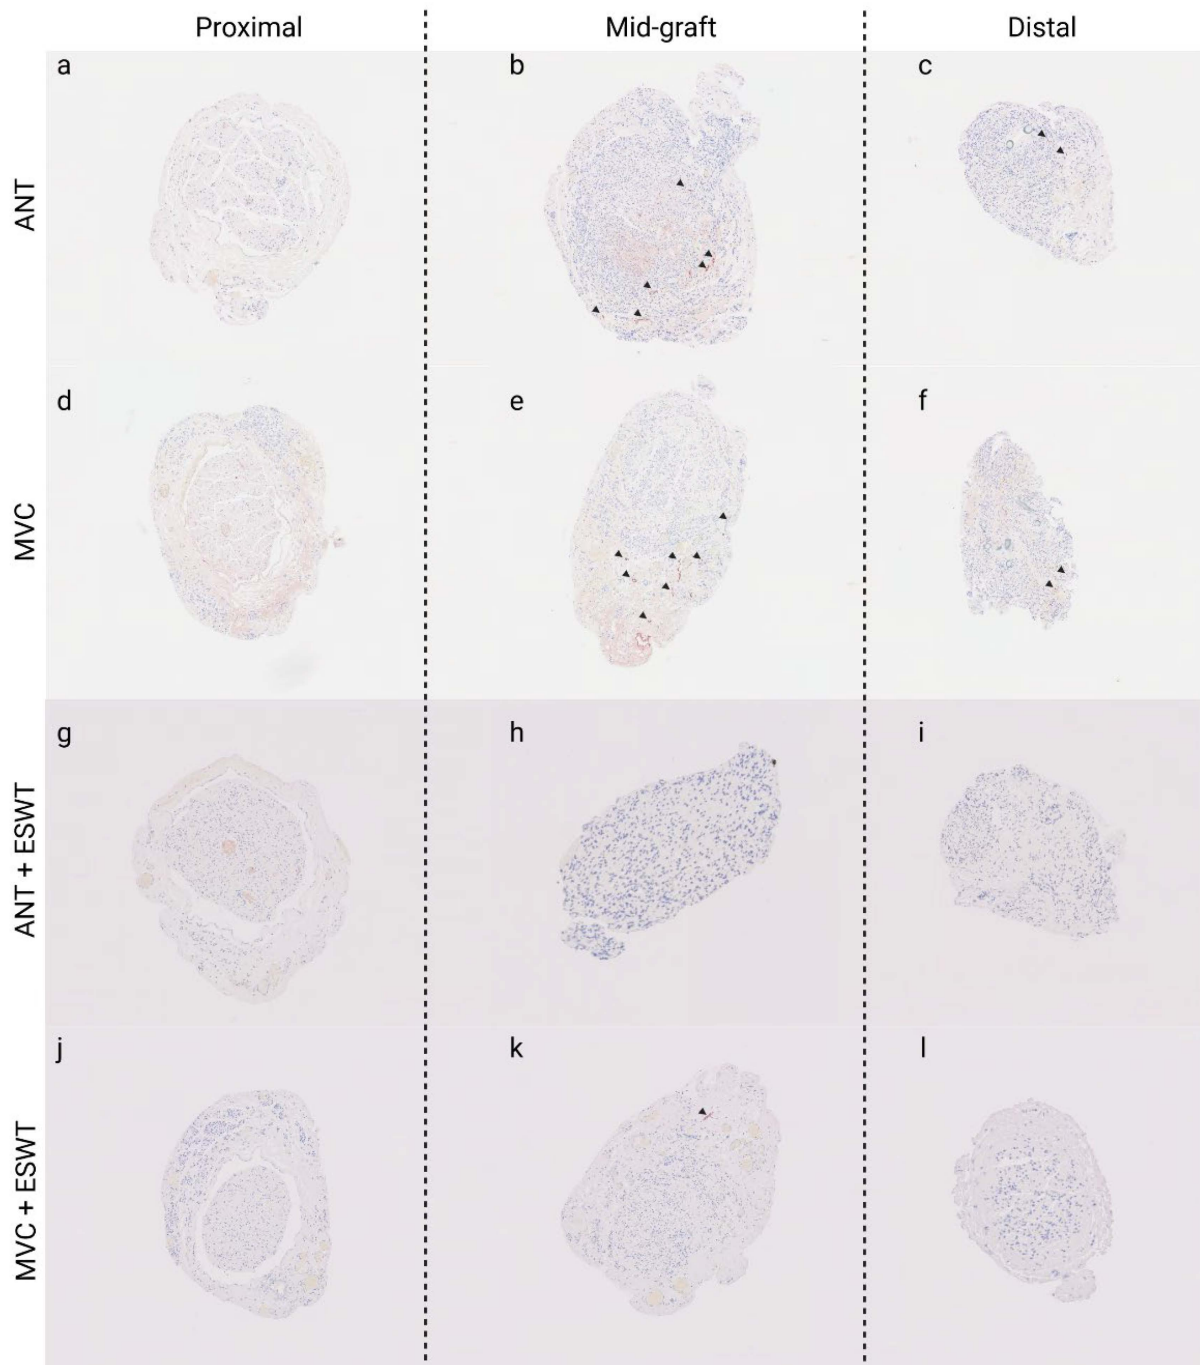 Proximal Mid-graft Distal
a b c
ANT
d e f
MVC
g h i
ANT + ESWT
j k l
MVC + ESWT